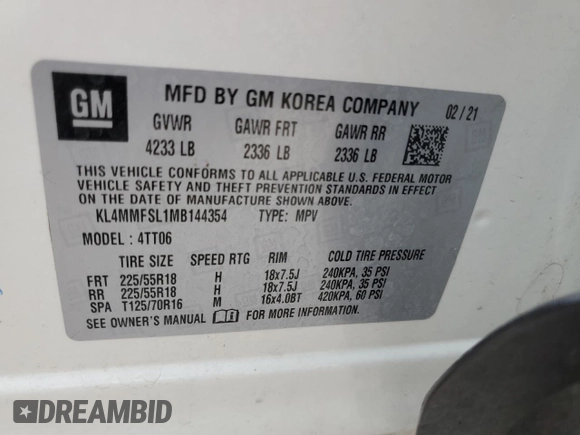 GM
MFD BY GM KOREA COMPANY 02/21
GVWR GAWR FRT GAWR RR
4233 LB 2336 LB 2336 LB
THIS VEHICLE CONFORMS TO ALL APPLICABLE U.S. FEDERAL MOTOR
VEHICLE SAFETY AND THEFT PREVENTION STANDARDS IN EFFECT
ON THE DATE OF MANUFACTURE SHOWN ABOVE.
KL4MMFSL1MB144354 TYPE: MPV
MODEL: 4TT06
TIRE SIZE SPEED RTG RIM COLD TIRE PRESSURE
FRT 225/55R18 H 18x7.5J 240KPA, 35 PSI
RR 225/55R18 H 18x7.5J 240KPA, 35 PSI
SPA T125/70R16 M 16x4.0BT 420KPA, 60 PSI
SEE OWNER'S MANUAL FOR MORE INFORMATION.
DREAMBID